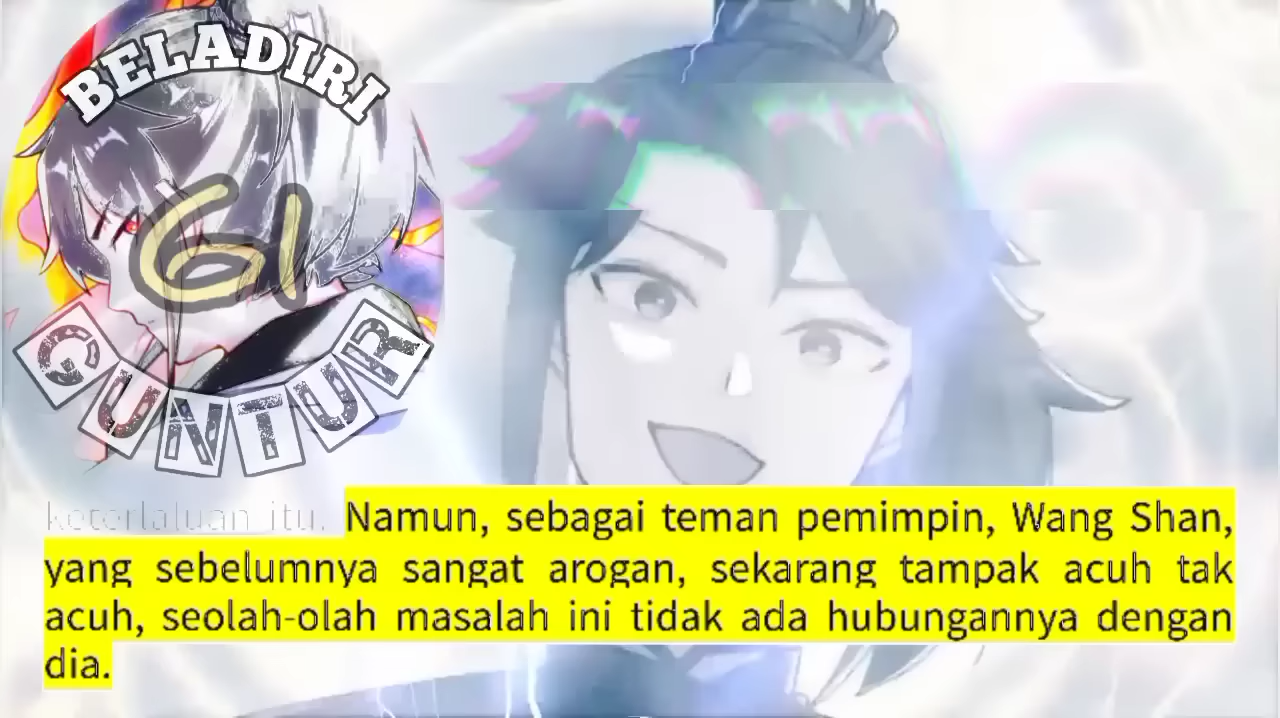 BELADIRI
61
GUNTUR
keterlaluan itu. Namun, sebagai teman pemimpin, Wang Shan,
yang sebelumnya sangat arogan, sekarang tampak acuh tak
acuh, seolah-olah masalah ini tidak ada hubungannya dengan
dia.